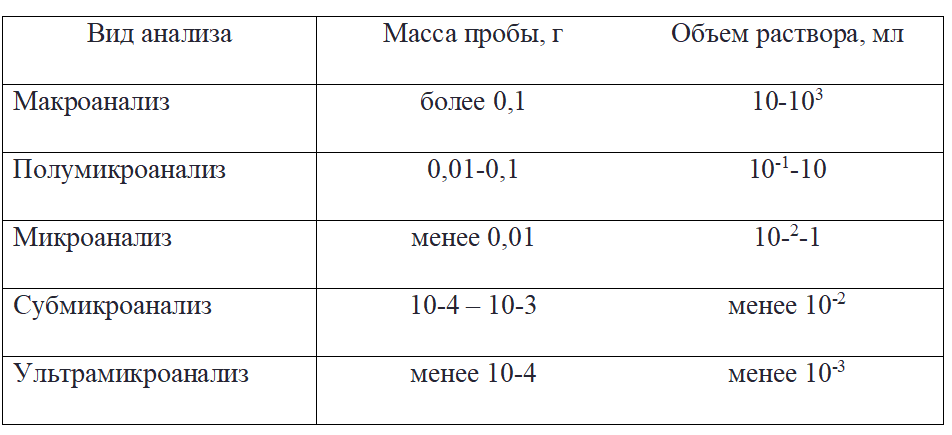 Вид анализа Масса пробы, г Объем раствора, мл
Макроанализ более 0,1 10-10³
Полумикроанализ 0,01-0,1 10⁻¹-10
Микроанализ менее 0,01 10-²-1
Субмикроанализ 10-4 – 10-3 менее 10⁻²
Ультрамикроанализ менее 10-4 менее 10⁻³